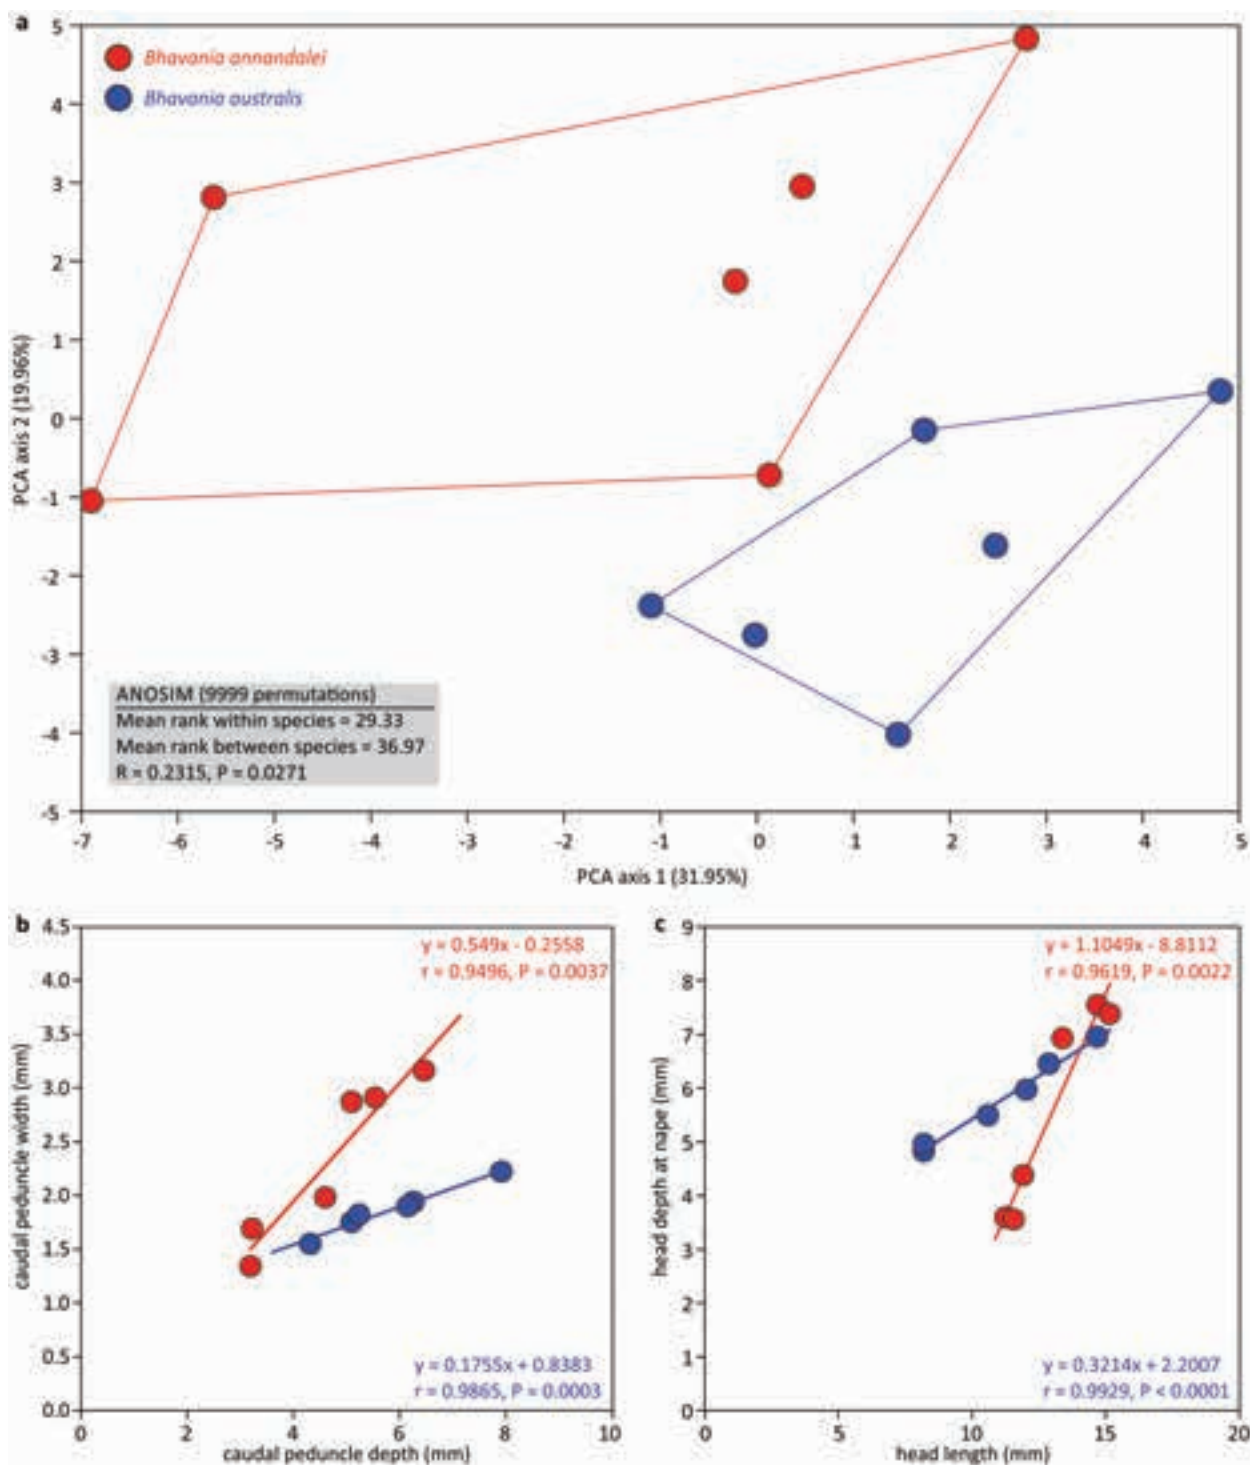 a
Bhavania annandalei
Bhavania australis
5
4
3
2
1
0
-1
-2
-3
-4
-5
PCA axis 2 (19.96%)
ANOSIM (9999 permutations)
Mean rank within species = 29.33
Mean rank between species = 36.97
R = 0.2315, P = 0.0271
-7 -6 -5 -4 -3 -2 -1 0 1 2 3 4 5
PCA axis 1 (31.95%)
b
4.5
4.0
3.5
3.0
2.5
2.0
1.5
1.0
0.5
0.0
caudal peduncle width (mm)
y = 0.549x - 0.2558
r = 0.9496, P = 0.0037
y = 0.1755x + 0.8383
r = 0.9865, P = 0.0003
0 2 4 6 8 10
caudal peduncle depth (mm)
c
9
8
7
6
5
4
3
2
1
0
head depth at nape (mm)
y = 1.1049x - 8.8112
r = 0.9619, P = 0.0022
y = 0.3214x + 2.2007
r = 0.9929, P < 0.0001
0 5 10 15 20
head length (mm)